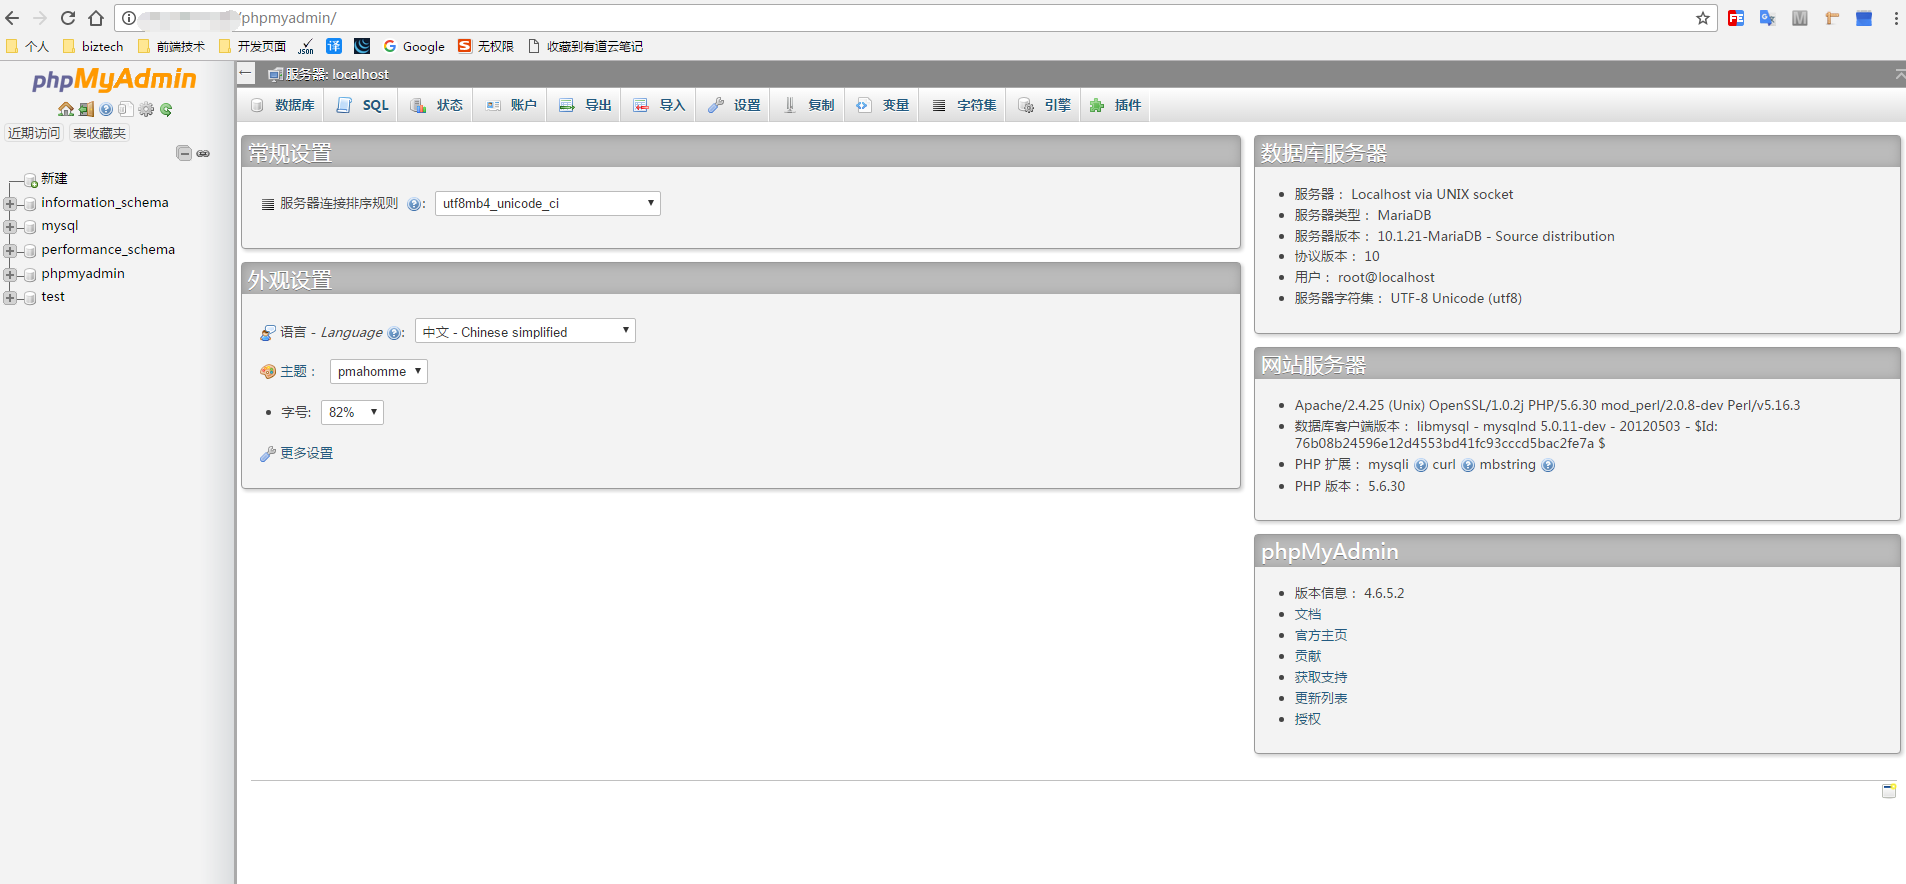 /phpmyadmin/
个人 biztech 前端技术 开发页面 JSON 译 Google 无权限 收藏到有道云笔记
phpMyAdmin
近期访问 表收藏夹
新建
information_schema
mysql
performance_schema
phpmyadmin
test
服务器: localhost
数据库 SQL 状态 账户 导出 导入 设置 复制 变量 字符集 引擎 插件
常规设置
服务器连接排序规则 : utf8mb4_unicode_ci
外观设置
语言 - Language : 中文 - Chinese simplified
主题： pmahomme
字号: 82%
更多设置
数据库服务器
服务器： Localhost via UNIX socket
服务器类型： MariaDB
服务器版本： 10.1.21-MariaDB - Source distribution
协议版本： 10
用户： root@localhost
服务器字符集： UTF-8 Unicode (utf8)
网站服务器
Apache/2.4.25 (Unix) OpenSSL/1.0.2j PHP/5.6.30 mod_perl/2.0.8-dev Perl/v5.16.3
数据库客户端版本： libmysql - mysqlnd 5.0.11-dev - 20120503 - $Id:
76b08b24596e12d4553bd41fc93cccd5bac2fe7a $
PHP 扩展： mysqli curl mbstring
PHP 版本： 5.6.30
phpMyAdmin
版本信息： 4.6.5.2
文档
官方主页
贡献
获取支持
更新列表
授权